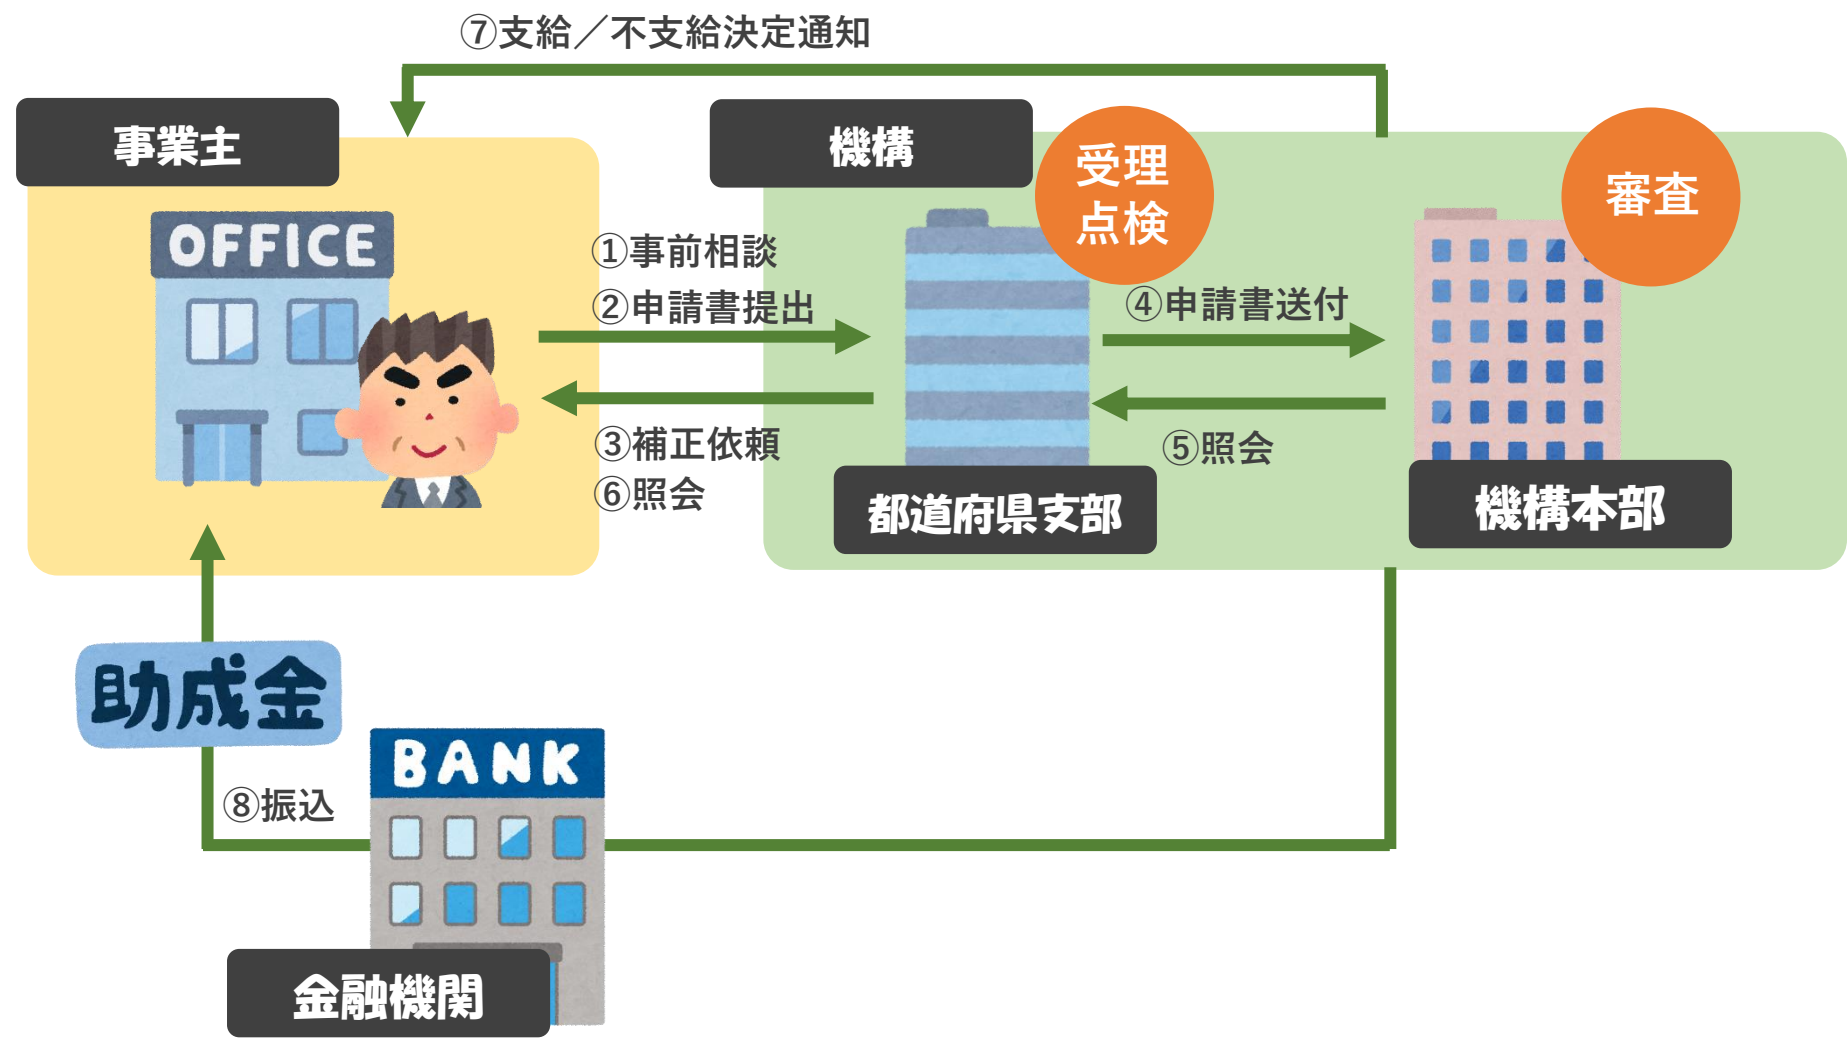 ⑦支給／不支給決定通知
事業主
機構
受理
点検
審査
OFFICE
①事前相談
②申請書提出
④申請書送付
③補正依頼
⑥照会
⑤照会
都道府県支部
機構本部
助成金
⑧振込
BANK
金融機関